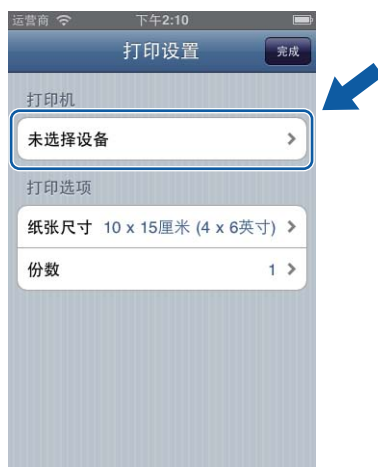 运营商 下午2:10
打印设置 完成
打印机
未选择设备
打印选项
纸张尺寸 10 x 15厘米 (4 x 6英寸)
份数 1